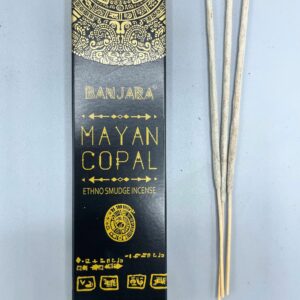 BANJARA
MAYAN
COPAL
ETHNO SMUDGE INCENSE